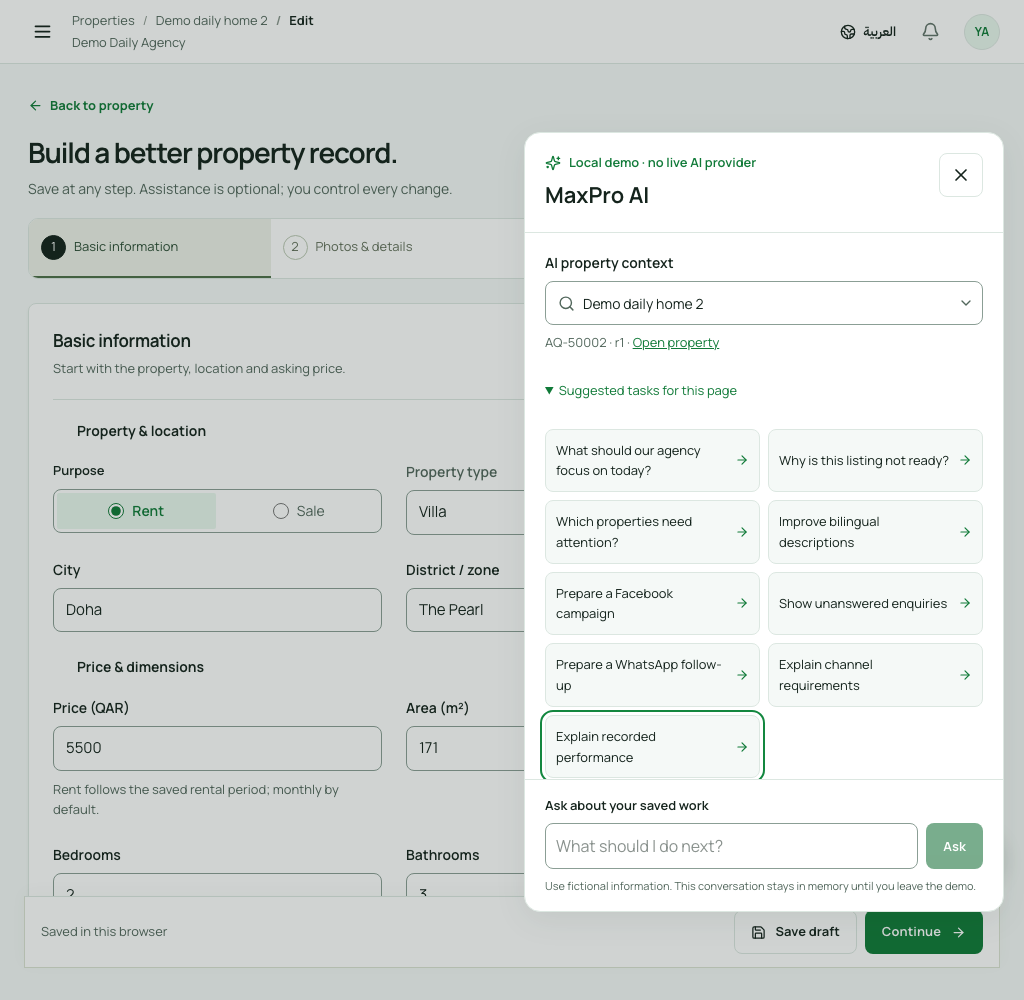 Properties / Demo daily home 2 / Edit
Demo Daily Agency
العربية
YA
Back to property
Build a better property record.
Save at any step. Assistance is optional; you control every change.
1 Basic information
2 Photos & details
Basic information
Start with the property, location and asking price.
Property & location
Purpose
Property type
Rent
Sale
Villa
City
District / zone
Doha
The Pearl
Price & dimensions
Price (QAR)
Area (m²)
5500
171
Rent follows the saved rental period; monthly by
default.
Bedrooms
Bathrooms
2
3
Saved in this browser
Save draft
Continue
Local demo · no live AI provider
MaxPro AI
AI property context
Demo daily home 2
AQ-50002 · r1 · Open property
Suggested tasks for this page
What should our agency
focus on today?
Why is this listing not ready?
Which properties need
attention?
Improve bilingual
descriptions
Prepare a Facebook
campaign
Show unanswered enquiries
Prepare a WhatsApp follow-
up
Explain channel
requirements
Explain recorded
performance
Ask about your saved work
What should I do next?
Ask
Use fictional information. This conversation stays in memory until you leave the demo.